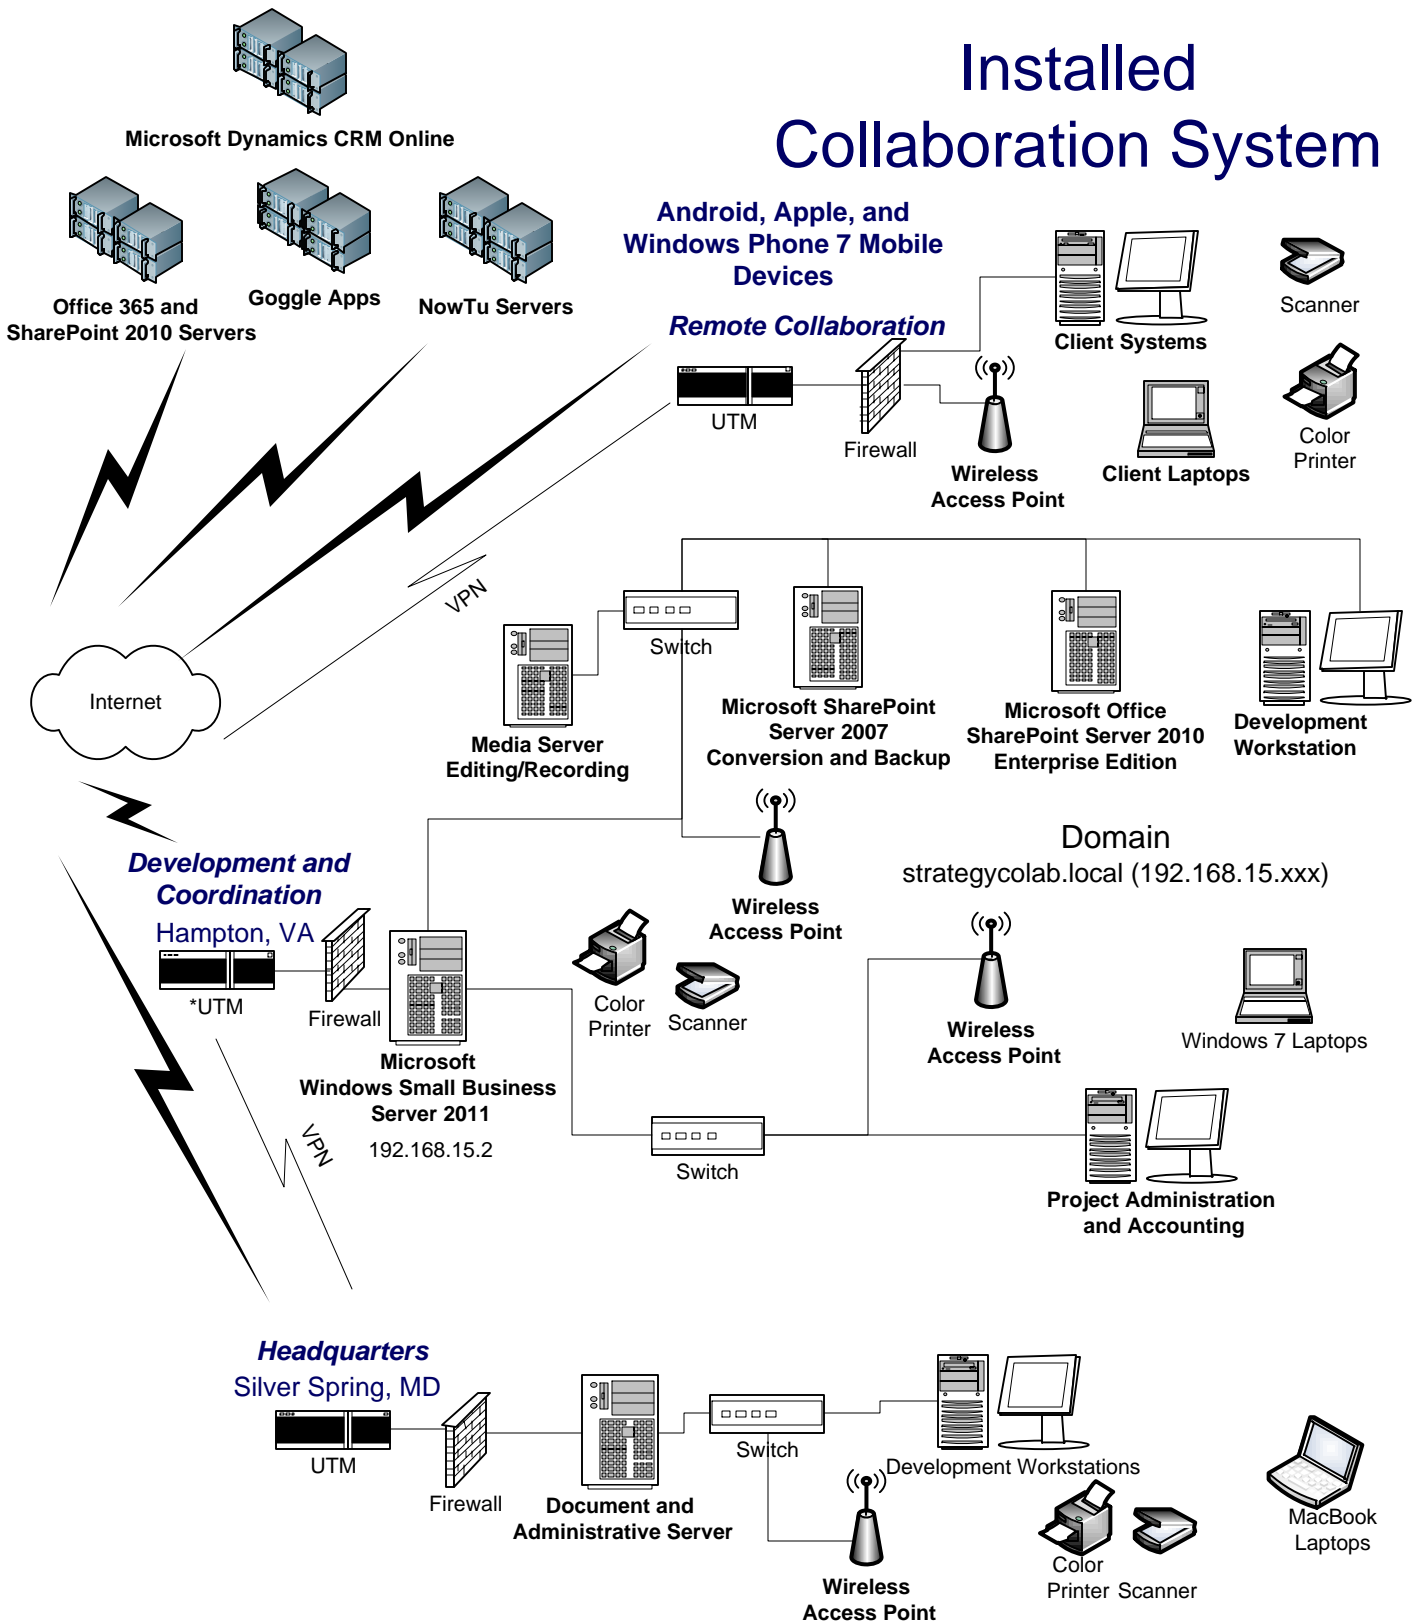 Installed
Collaboration System
Microsoft Dynamics CRM Online
Office 365 and
SharePoint 2010 Servers
Goggle Apps
NowTu Servers
Android, Apple, and
Windows Phone 7 Mobile
Devices
Remote Collaboration
UTM
Firewall
Wireless
Access Point
Client Systems
Client Laptops
Scanner
Color
Printer
VPN
Internet
Switch
Media Server
Editing/Recording
Microsoft SharePoint
Server 2007
Conversion and Backup
Microsoft Office
SharePoint Server 2010
Enterprise Edition
Development
Workstation
Wireless
Access Point
Domain
strategycolab.local (192.168.15.xxx)
Development and
Coordination
Hampton, VA
*UTM
Firewall
Microsoft
Windows Small Business
Server 2011
192.168.15.2
Color
Printer
Scanner
Wireless
Access Point
Windows 7 Laptops
Switch
Project Administration
and Accounting
VPN
Headquarters
Silver Spring, MD
UTM
Firewall
Document and
Administrative Server
Switch
Development Workstations
Wireless
Access Point
Color
Printer
Scanner
MacBook
Laptops